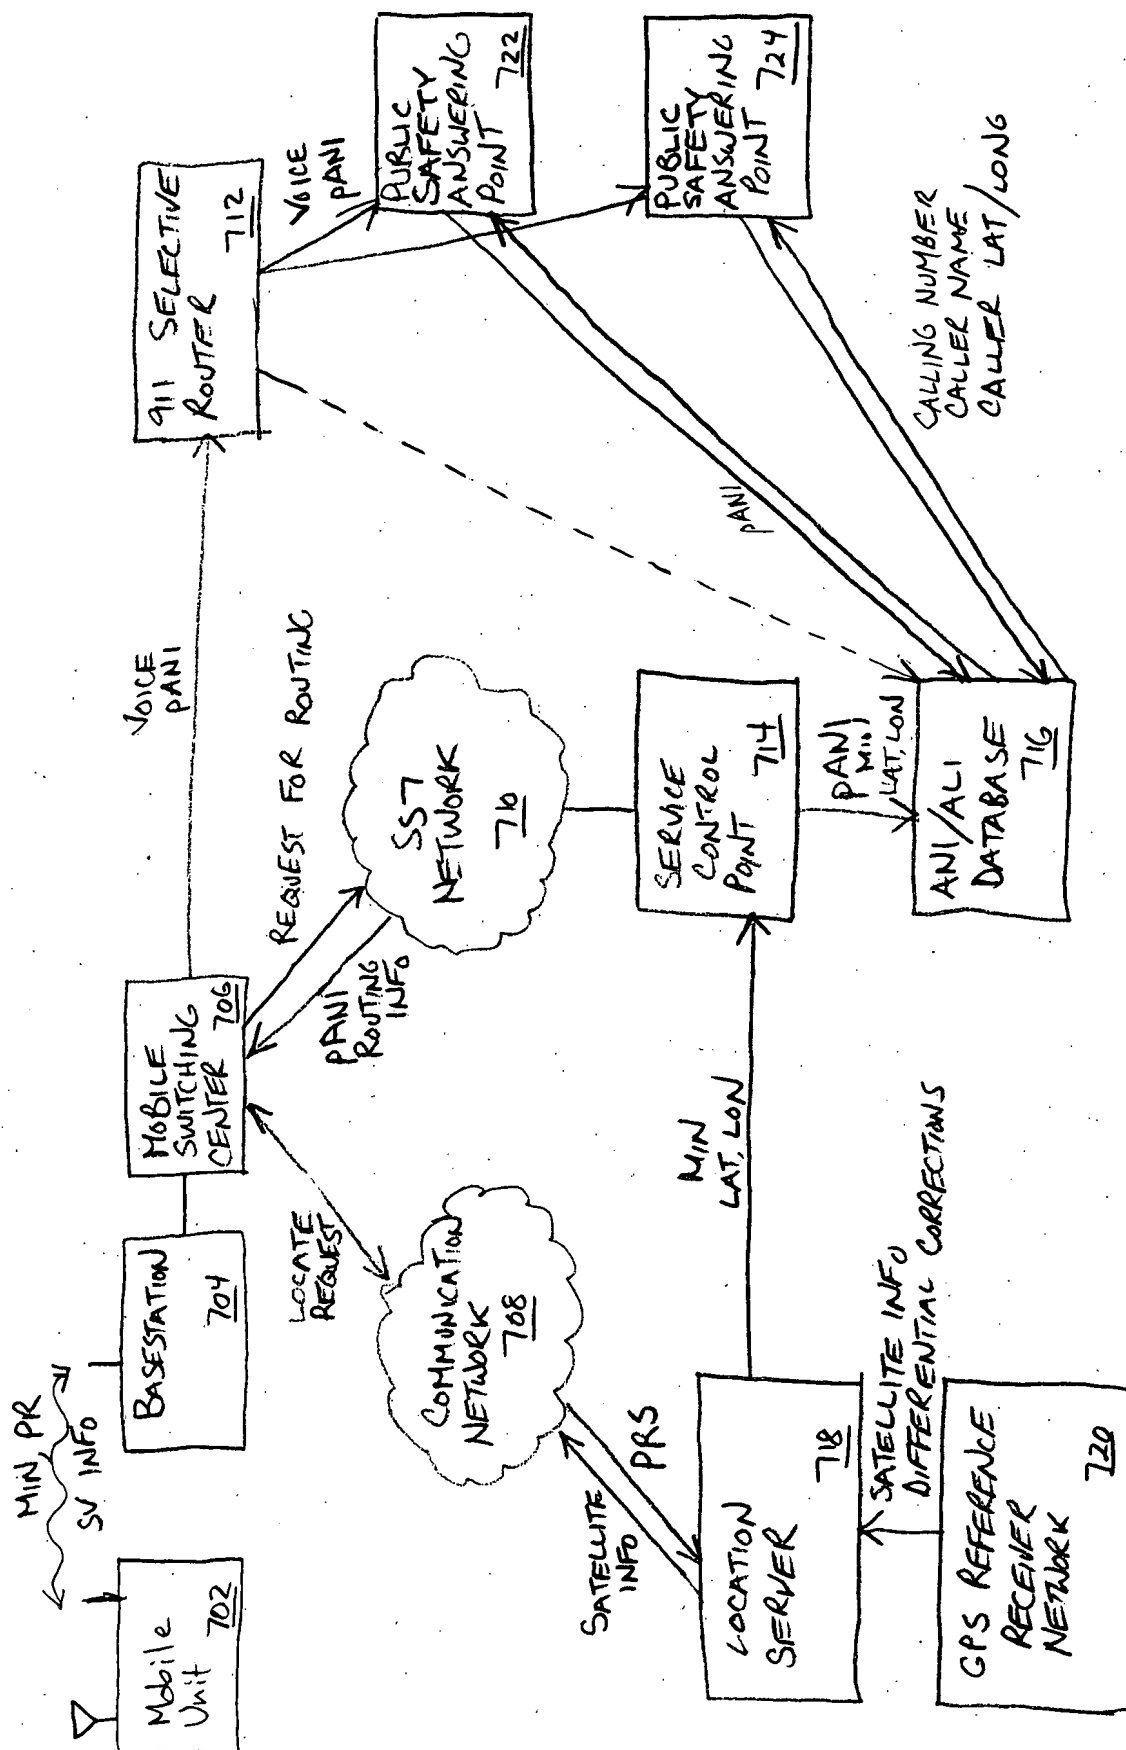 Mobile
Unit
702
MIN, PR
SV INFO
BASESTATION
704
MOBILE
SWITCHING
CENTER
706
VOICE
PANI
911 SELECTIVE
ROUTER
712
VOICE
PANI
LOCATE
REQUEST
PANI
ROUTING
INFO
REQUEST FOR ROUTING
COMMUNICATION
NETWORK
708
SS7
NETWORK
710
PUBLIC
SAFETY
ANSWERING
POINT
722
PUBLIC
SAFETY
ANSWERING
POINT
724
SATELLITE
INFO
PRS
MIN
LAT, LON
SERVICE
CONTROL
POINT
714
PANI
LOCATION
SERVER
718
PANI
MIN
LAT, LON
SATELLITE INFO
DIFFERENTIAL CORRECTIONS
ANI/ALI
DATABASE
716
CALLING NUMBER
CALLER NAME
CALLER LAT/LONG
GPS REFERENCE
RECEIVER
NETWORK
720